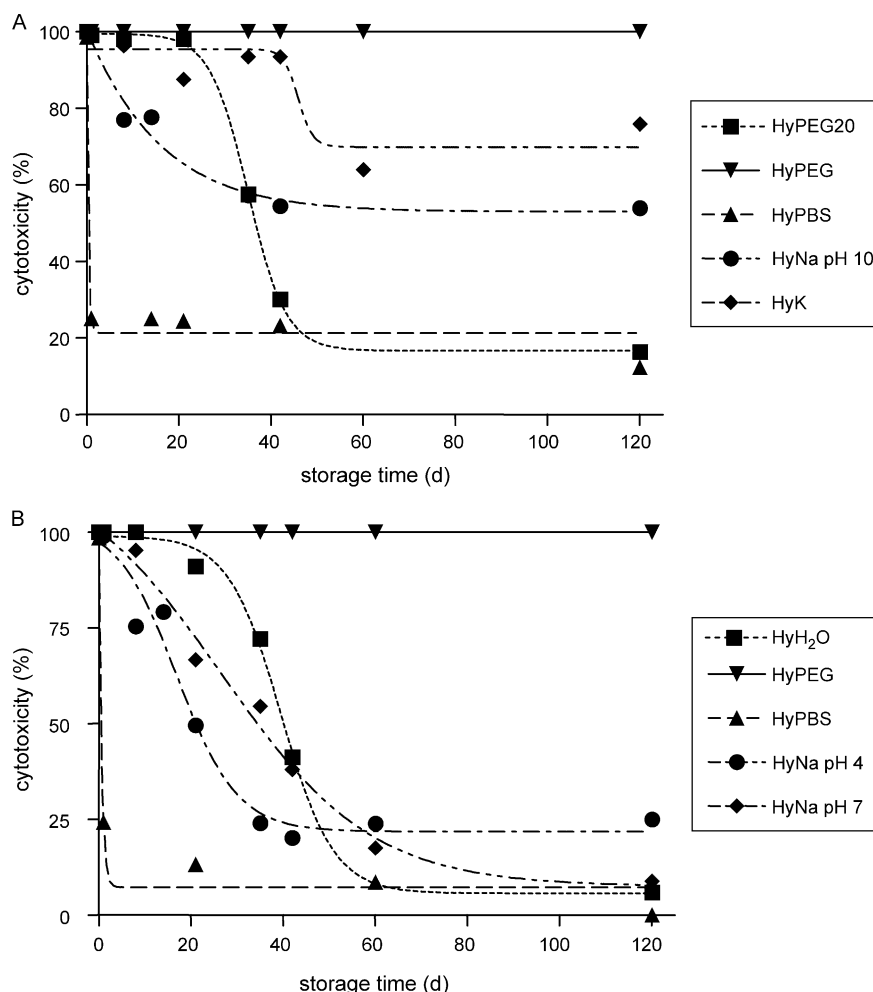 A
100
80
60
40
20
0
cytotoxicity (%)
0 20 40 60 80 100 120
storage time (d)
HyPEG20
HyPEG
HyPBS
HyNa pH 10
HyK
B
100
75
50
25
0
cytotoxicity (%)
0 20 40 60 80 100 120
storage time (d)
HyH₂O
HyPEG
HyPBS
HyNa pH 4
HyNa pH 7